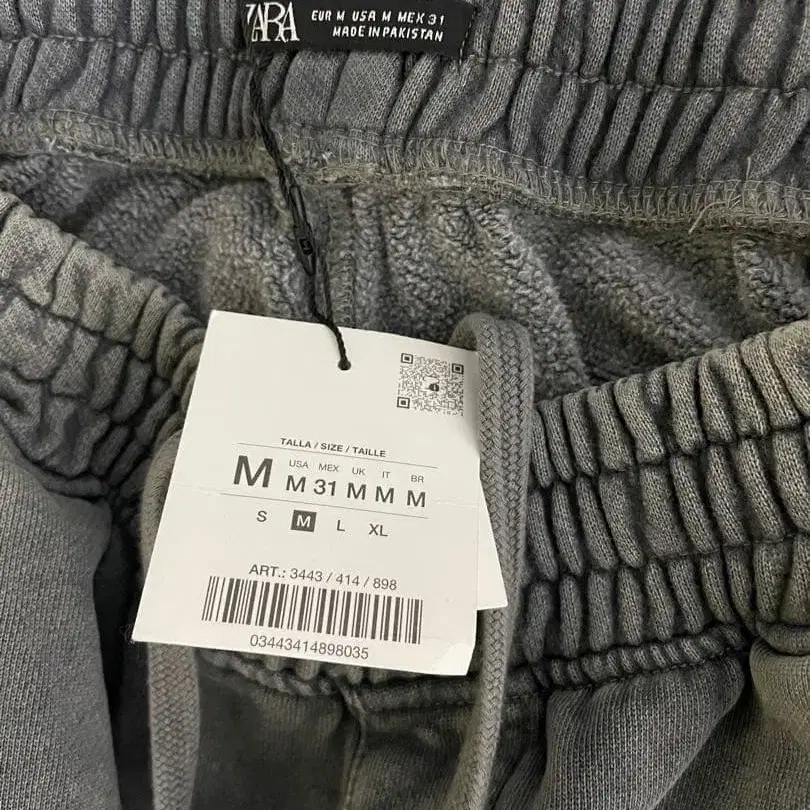 ZARA
EUR M USA M MEX 31
MADE IN PAKISTAN
TALLA / SIZE / TAILLE
USA MEX UK IT BR
M M 31 M M M
S M L XL
ART.: 3443 / 414 / 898
03443414898035